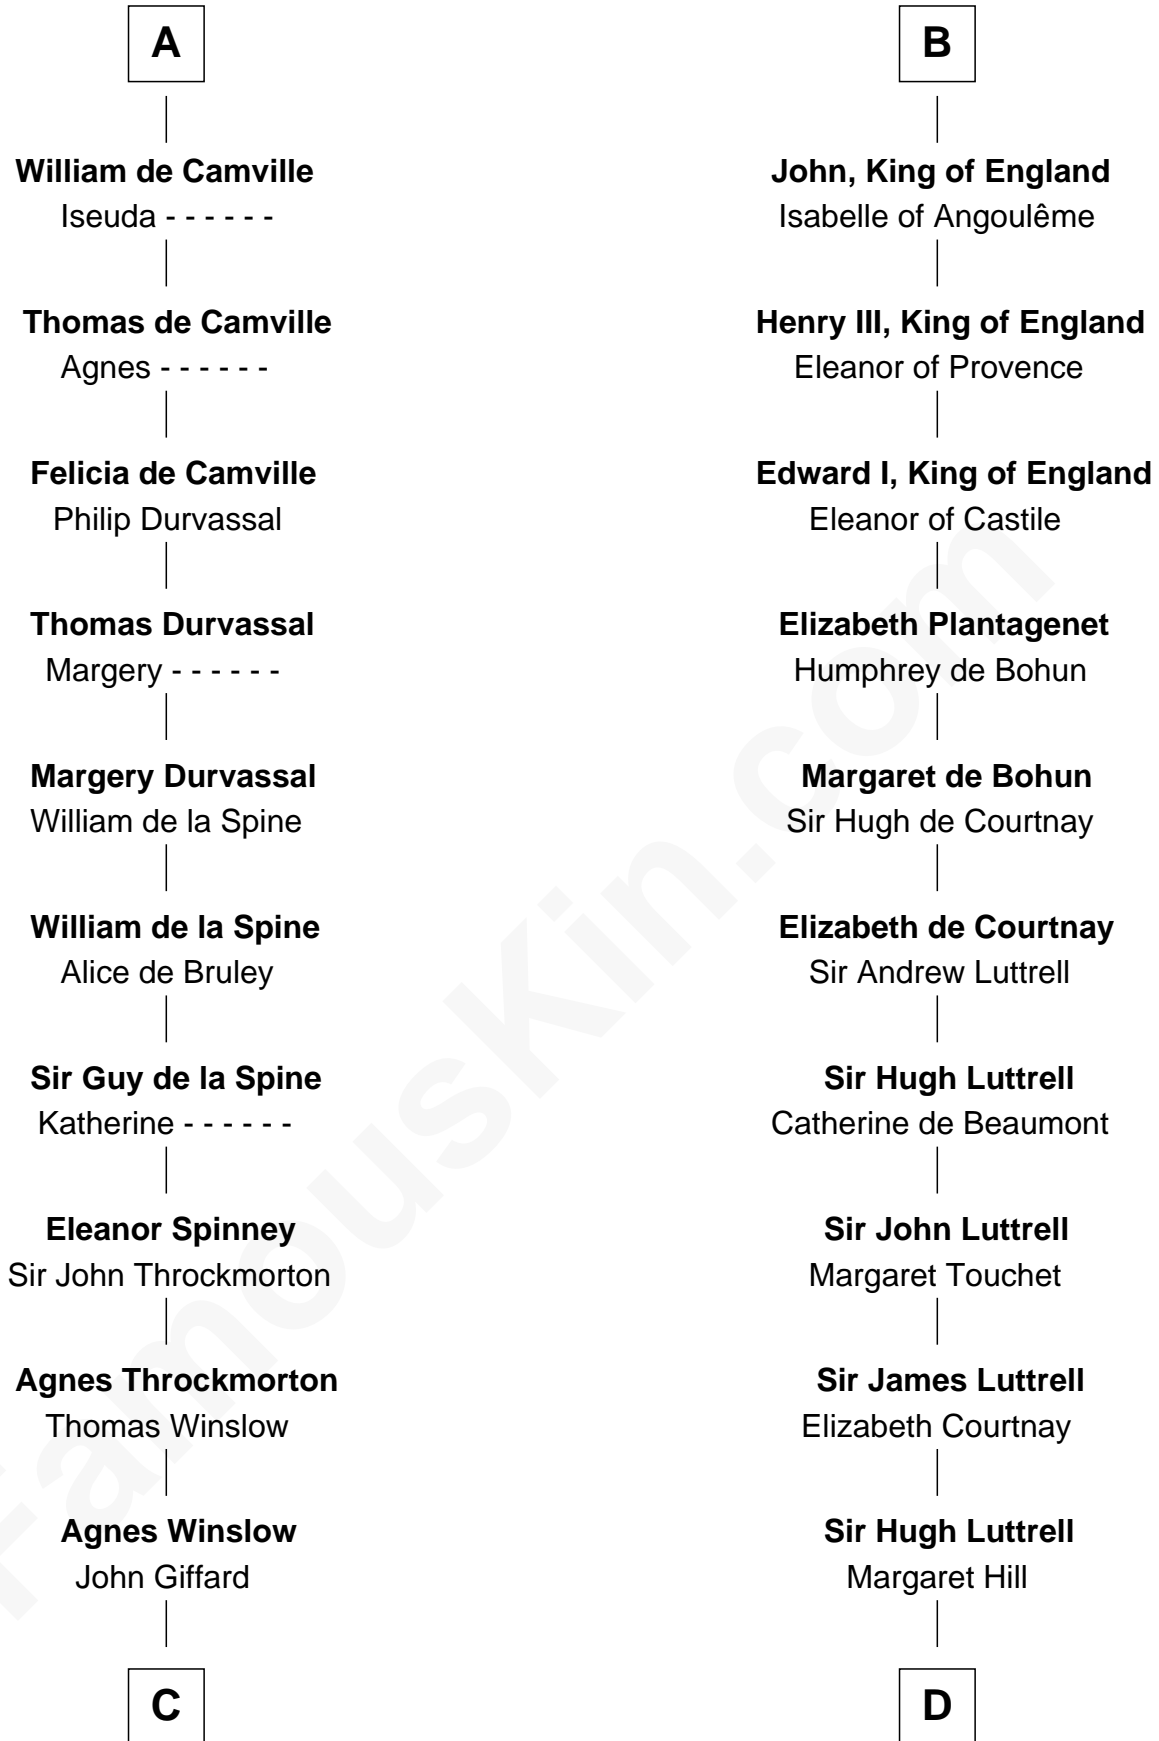 A
William de Camville
Iseuda - - - - - -
Thomas de Camville
Agnes - - - - - -
Felicia de Camville
Philip Durvassal
Thomas Durvassal
Margery - - - - - -
Margery Durvassal
William de la Spine
William de la Spine
Alice de Bruley
Sir Guy de la Spine
Katherine - - - - - -
Eleanor Spinney
Sir John Throckmorton
Agnes Throckmorton
Thomas Winslow
Agnes Winslow
John Giffard
C
B
John, King of England
Isabelle of Angoulême
Henry III, King of England
Eleanor of Provence
Edward I, King of England
Eleanor of Castile
Elizabeth Plantagenet
Humphrey de Bohun
Margaret de Bohun
Sir Hugh de Courtnay
Elizabeth de Courtnay
Sir Andrew Luttrell
Sir Hugh Luttrell
Catherine de Beaumont
Sir John Luttrell
Margaret Touchet
Sir James Luttrell
Elizabeth Courtnay
Sir Hugh Luttrell
Margaret Hill
D
FamousKin.com